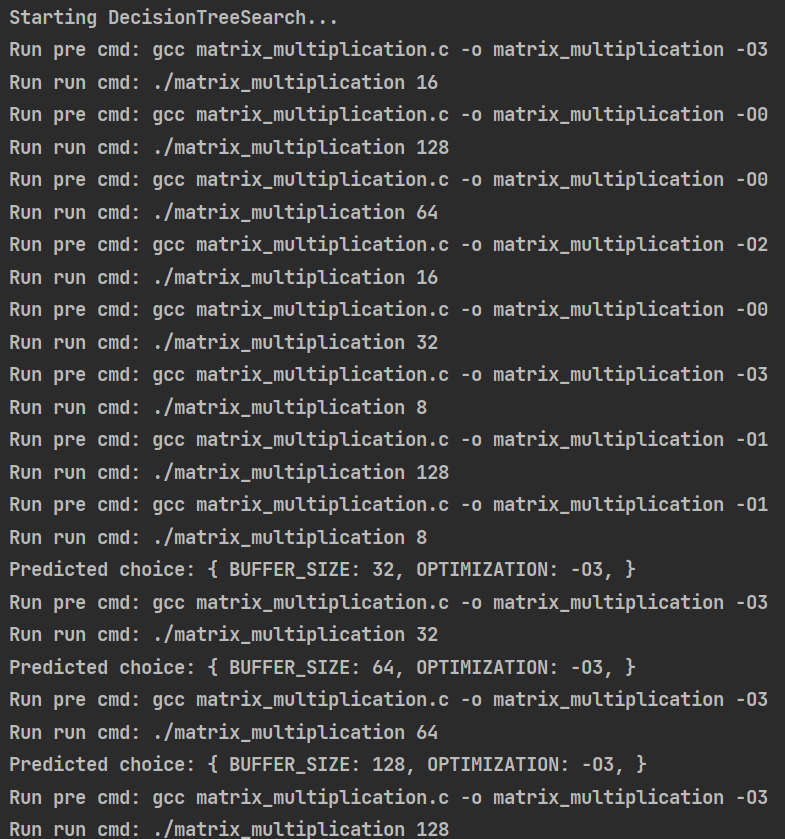 Starting DecisionTreeSearch...
Run pre cmd: gcc matrix_multiplication.c -o matrix_multiplication -O3
Run run cmd: ./matrix_multiplication 16
Run pre cmd: gcc matrix_multiplication.c -o matrix_multiplication -O0
Run run cmd: ./matrix_multiplication 128
Run pre cmd: gcc matrix_multiplication.c -o matrix_multiplication -O0
Run run cmd: ./matrix_multiplication 64
Run pre cmd: gcc matrix_multiplication.c -o matrix_multiplication -O2
Run run cmd: ./matrix_multiplication 16
Run pre cmd: gcc matrix_multiplication.c -o matrix_multiplication -O0
Run run cmd: ./matrix_multiplication 32
Run pre cmd: gcc matrix_multiplication.c -o matrix_multiplication -O3
Run run cmd: ./matrix_multiplication 8
Run pre cmd: gcc matrix_multiplication.c -o matrix_multiplication -O1
Run run cmd: ./matrix_multiplication 128
Run pre cmd: gcc matrix_multiplication.c -o matrix_multiplication -O1
Run run cmd: ./matrix_multiplication 8
Predicted choice: { BUFFER_SIZE: 32, OPTIMIZATION: -O3, }
Run pre cmd: gcc matrix_multiplication.c -o matrix_multiplication -O3
Run run cmd: ./matrix_multiplication 32
Predicted choice: { BUFFER_SIZE: 64, OPTIMIZATION: -O3, }
Run pre cmd: gcc matrix_multiplication.c -o matrix_multiplication -O3
Run run cmd: ./matrix_multiplication 64
Predicted choice: { BUFFER_SIZE: 128, OPTIMIZATION: -O3, }
Run pre cmd: gcc matrix_multiplication.c -o matrix_multiplication -O3
Run run cmd: ./matrix_multiplication 128